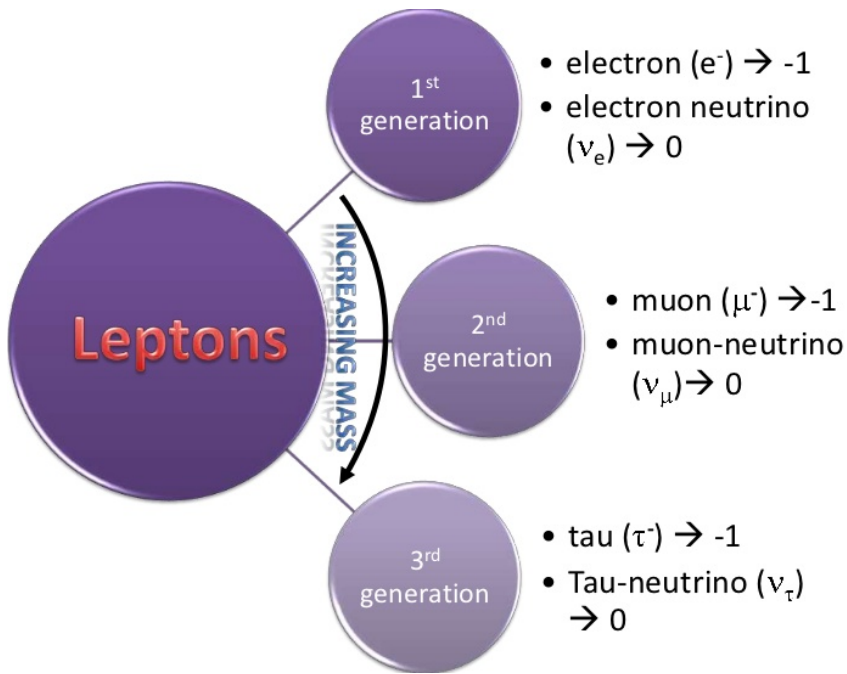 Leptons
INCREASING MASS
1st
generation
• electron (e-) → -1
• electron neutrino
(νe) → 0
2nd
generation
• muon (μ-) →-1
• muon-neutrino
(νμ)→ 0
3rd
generation
• tau (τ-) → -1
• Tau-neutrino (ντ)
→ 0